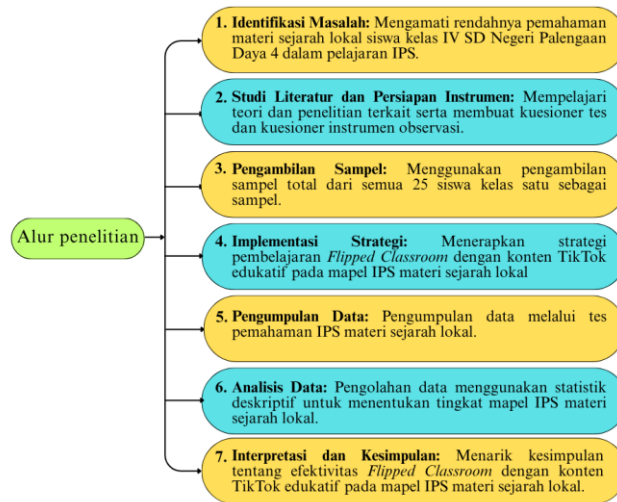 1. Identifikasi Masalah: Mengamati rendahnya pemahaman
materi sejarah lokal siswa kelas IV SD Negeri Palengaan
Daya 4 dalam pelajaran IPS.
2. Studi Literatur dan Persiapan Instrumen: Mempelajari
teori dan penelitian terkait serta membuat kuesioner tes
dan kuesioner instrumen observasi.
3. Pengambilan Sampel: Menggunakan pengambilan
sampel total dari semua 25 siswa kelas satu sebagai
sampel.
Alur penelitian
4. Implementasi Strategi: Menerapkan strategi
pembelajaran Flipped Classroom dengan konten TikTok
edukatif pada mapel IPS materi sejarah lokal
5. Pengumpulan Data: Pengumpulan data melalui tes
pemahaman IPS materi sejarah lokal.
6. Analisis Data: Pengolahan data menggunakan statistik
deskriptif untuk menentukan tingkat mapel IPS materi
sejarah lokal.
7. Interpretasi dan Kesimpulan: Menarik kesimpulan
tentang efektivitas Flipped Classroom dengan konten
TikTok edukatif pada mapel IPS materi sejarah lokal.